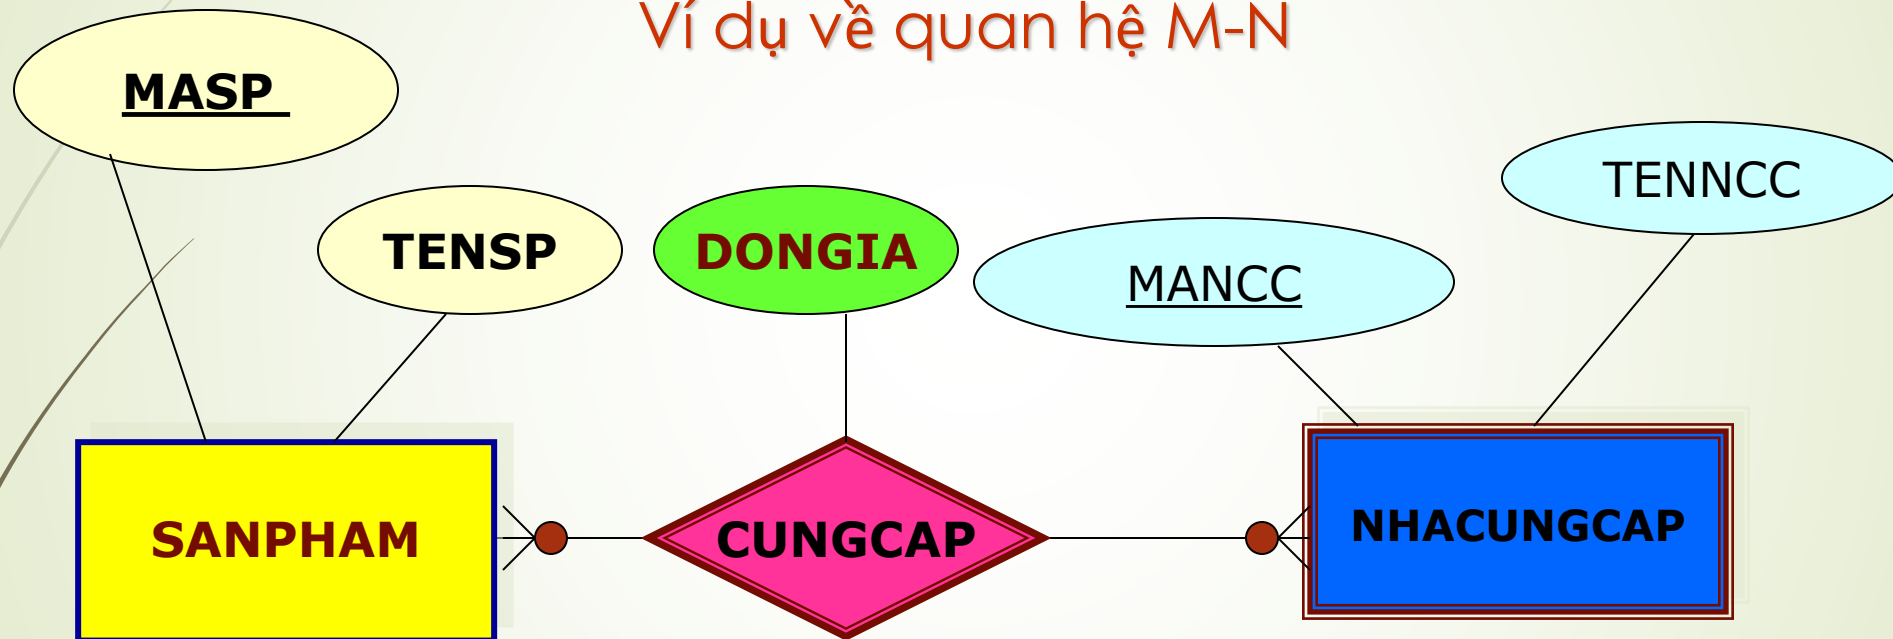 Ví dụ về quan hệ M-N
MASP
TENNCC
TENSP
DONGIA
MANCC
SANPHAM
CUNGCAP
NHACUNGCAP